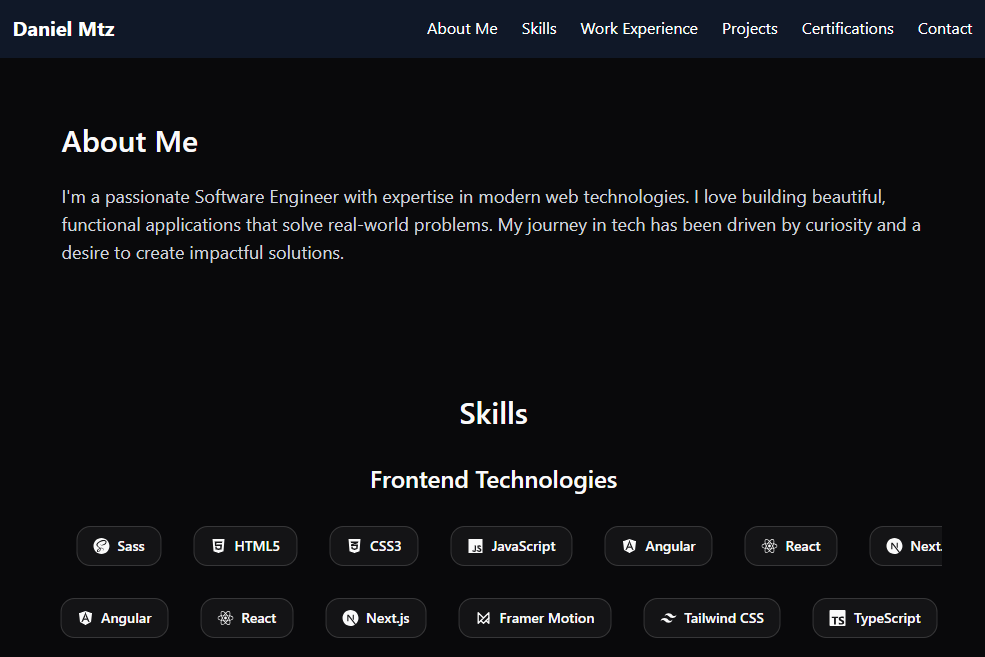 Daniel Mtz
About Me Skills Work Experience Projects Certifications Contact
About Me
I'm a passionate Software Engineer with expertise in modern web technologies. I love building beautiful,
functional applications that solve real-world problems. My journey in tech has been driven by curiosity and a
desire to create impactful solutions.
Skills
Frontend Technologies
Sass HTML5 CSS3 JavaScript Angular React Next.
Angular React Next.js Framer Motion Tailwind CSS TypeScript